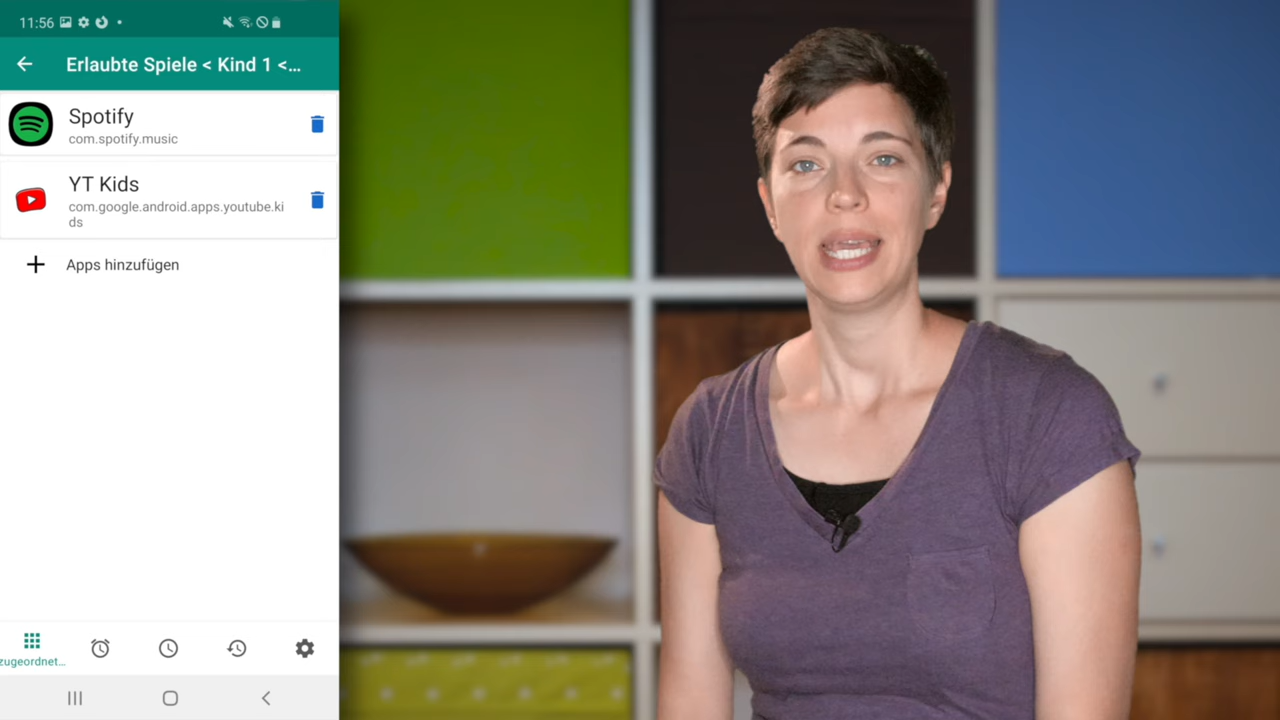 11:56
Erlaubte Spiele < Kind 1 <...
Spotify
com.spotify.music
YT Kids
com.google.android.apps.youtube.ki
ds
Apps hinzufügen
zugeordnet...